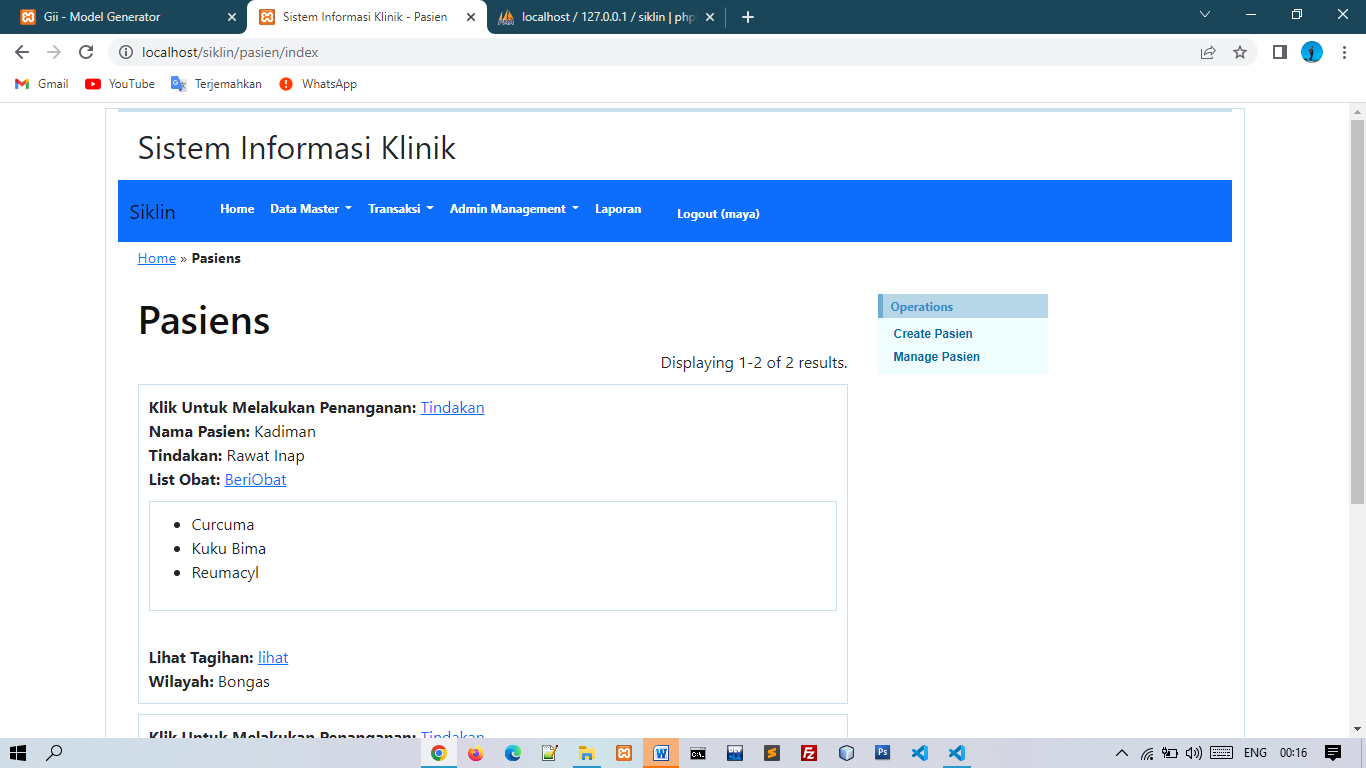 Gii - Model Generator
Sistem Informasi Klinik - Pasien
localhost / 127.0.0.1 / siklin | php
localhost/siklin/pasien/index
Gmail
YouTube
Terjemahkan
WhatsApp
Sistem Informasi Klinik
Siklin
Home
Data Master
Transaksi
Admin Management
Laporan
Logout (maya)
Home » Pasiens
Pasiens
Operations
Create Pasien
Manage Pasien
Displaying 1-2 of 2 results.
Klik Untuk Melakukan Penanganan: Tindakan
Nama Pasien: Kadiman
Tindakan: Rawat Inap
List Obat: BeriObat
• Curcuma
• Kuku Bima
• Reumacyl
Lihat Tagihan: lihat
Wilayah: Bongas
Klik Untuk Melakukan Penanganan: Tindakan
ENG
00:16